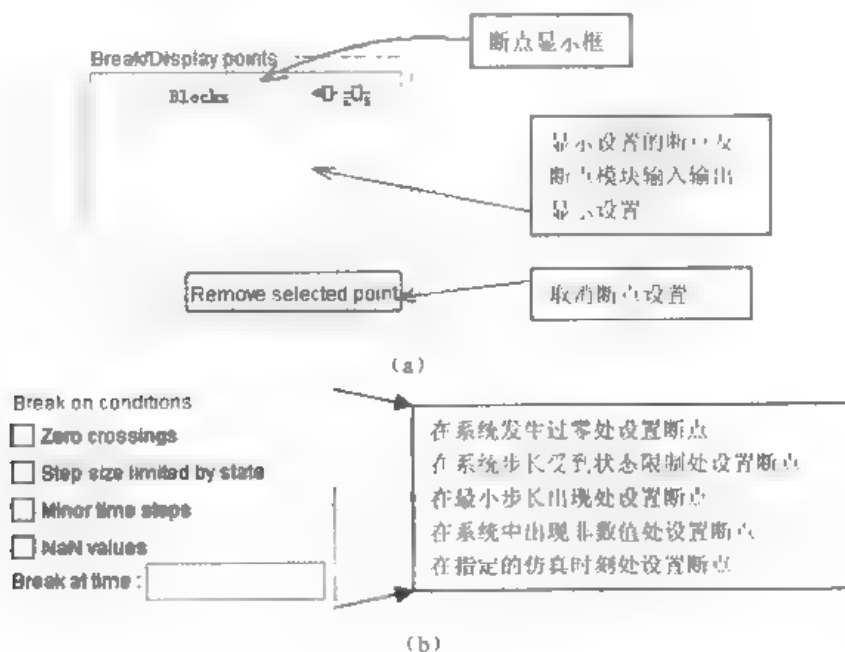 断点显示框
Break/Display points
Blocks
显示设置的断点及
断点模块输入输出
显示设置
Remove selected point
取消断点设置
(a)
Break on conditions
Zero crossings
Step size limited by state
Minor time steps
NaN values
Break at time :
在系统发生过零处设置断点
在系统步长受到状态限制处设置断点
在最小步长出现处设置断点
在系统中出现非数值处设置断点
在指定的仿真时刻处设置断点
(b)